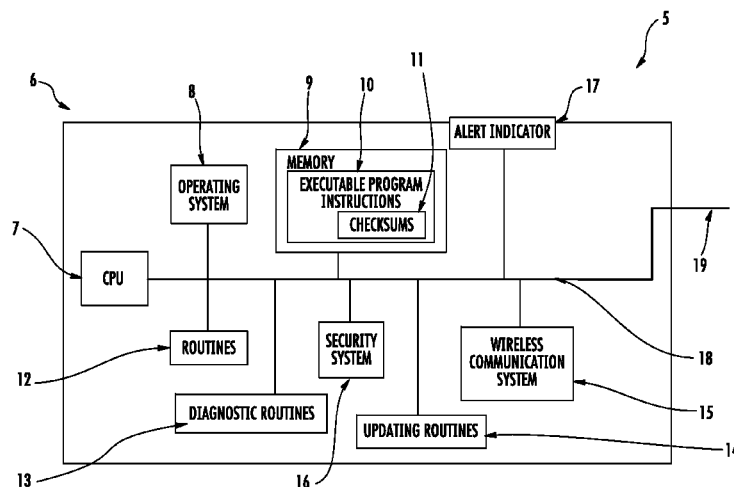 5
11
6
8
9
10
17
ALERT INDICATOR
MEMORY
EXECUTABLE PROGRAM
INSTRUCTIONS
CHECKSUMS
OPERATING
SYSTEM
7
CPU
19
ROUTINES
SECURITY
SYSTEM
WIRELESS
COMMUNICATION
SYSTEM
18
12
DIAGNOSTIC ROUTINES
UPDATING ROUTINES
15
13
16
14